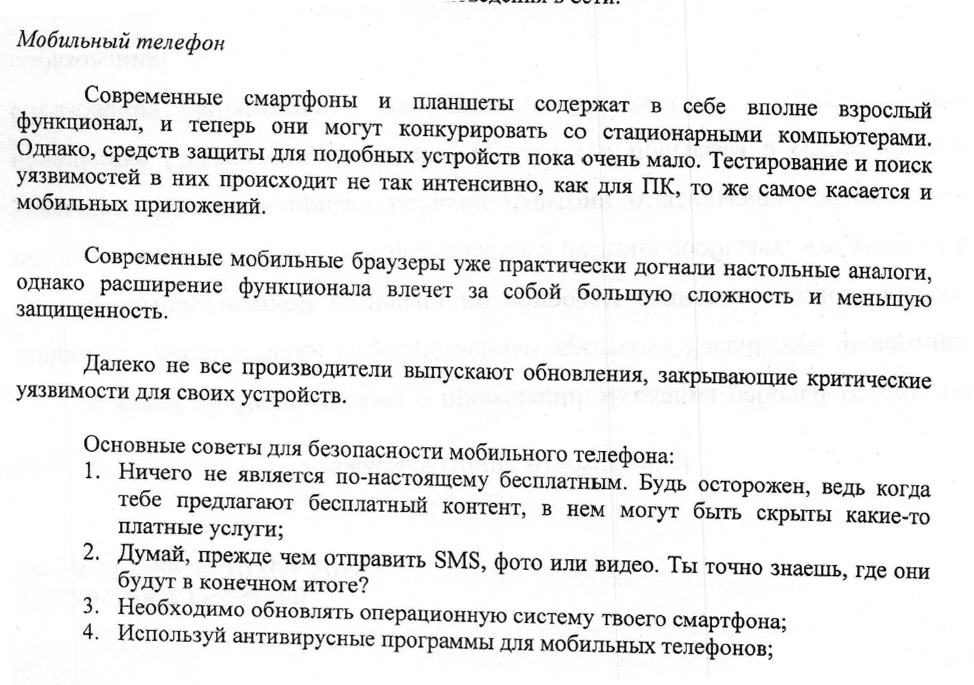 в сети.
Мобильный телефон
Современные смартфоны и планшеты содержат в себе вполне взрослый
функционал, и теперь они могут конкурировать со стационарными компьютерами.
Однако, средств защиты для подобных устройств пока очень мало. Тестирование и поиск
уязвимостей в них происходит не так интенсивно, как для ПК, то же самое касается и
мобильных приложений.
Современные мобильные браузеры уже практически догнали настольные аналоги,
однако расширение функционала влечет за собой большую сложность и меньшую
защищенность.
Далеко не все производители выпускают обновления, закрывающие критические
уязвимости для своих устройств.
Основные советы для безопасности мобильного телефона:
1. Ничего не является по-настоящему бесплатным. Будь осторожен, ведь когда
тебе предлагают бесплатный контент, в нем могут быть скрыты какие-то
платные услуги;
2. Думай, прежде чем отправить SMS, фото или видео. Ты точно знаешь, где они
будут в конечном итоге?
3. Необходимо обновлять операционную систему твоего смартфона;
4. Используй антивирусные программы для мобильных телефонов;